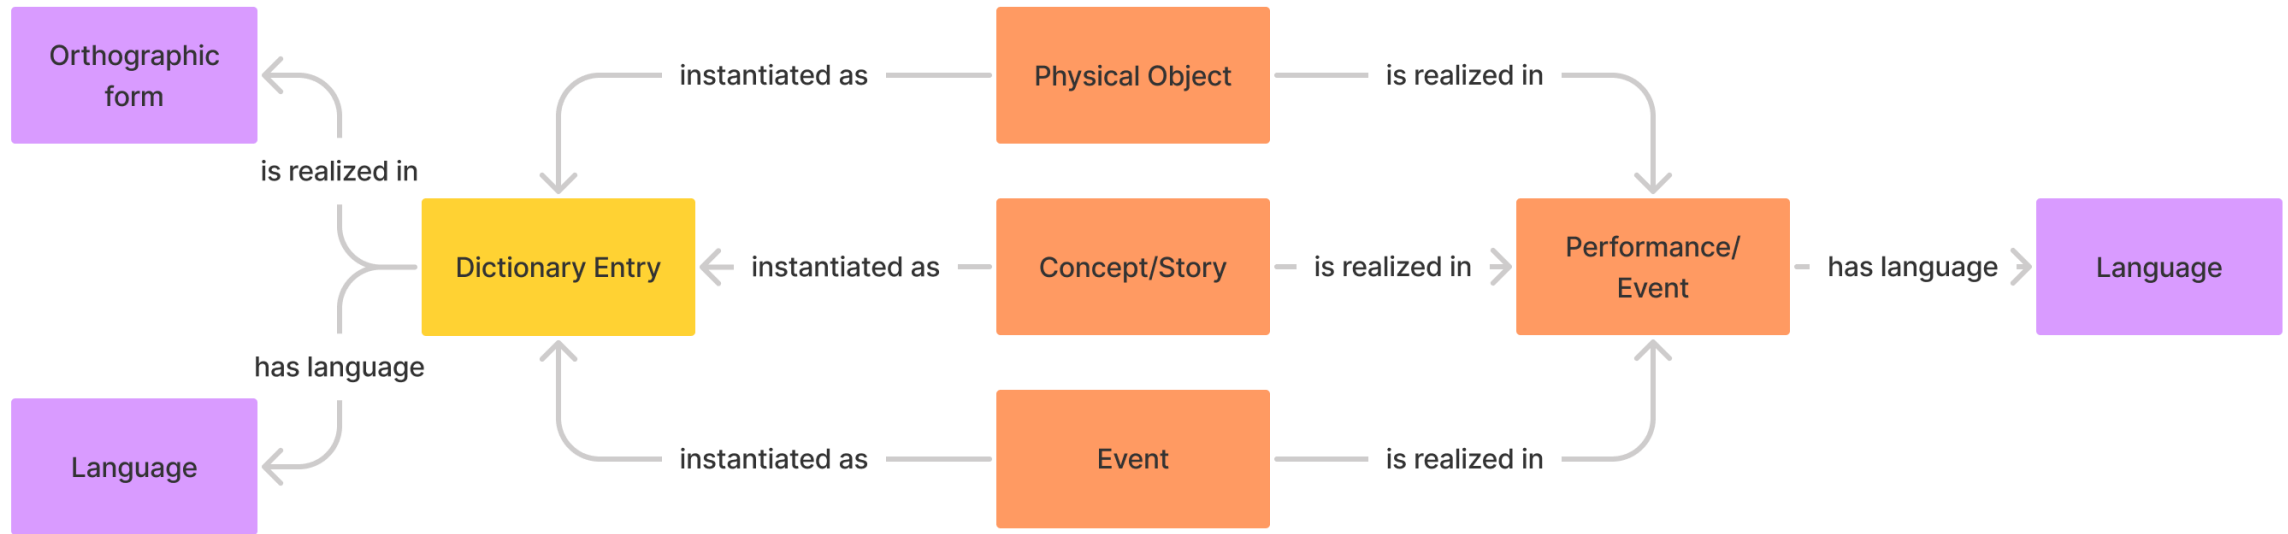 Orthographic
form
instantiated as
Physical Object
is realized in
is realized in
Dictionary Entry
instantiated as
Concept/Story
is realized in
Performance/
Event
has language
Language
has language
Language
instantiated as
Event
is realized in